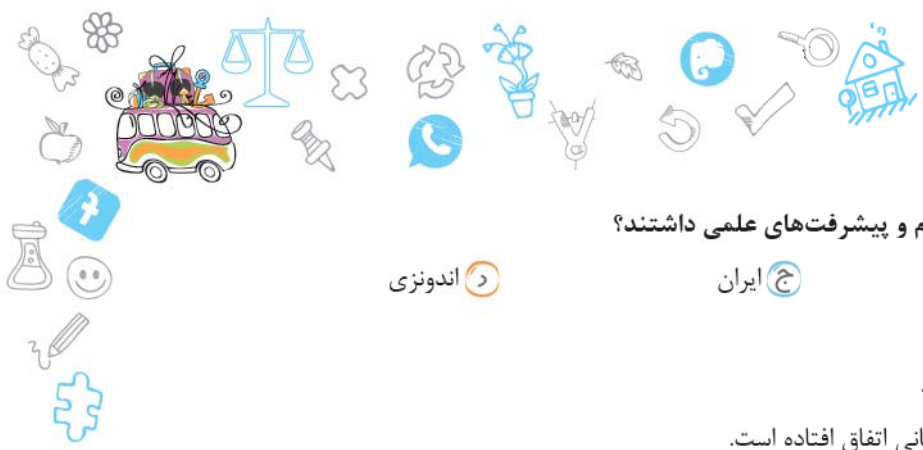 م و پیشرفت‌های علمی داشتند؟
ج ایران
د اندونزی
انی اتفاق افتاده است.